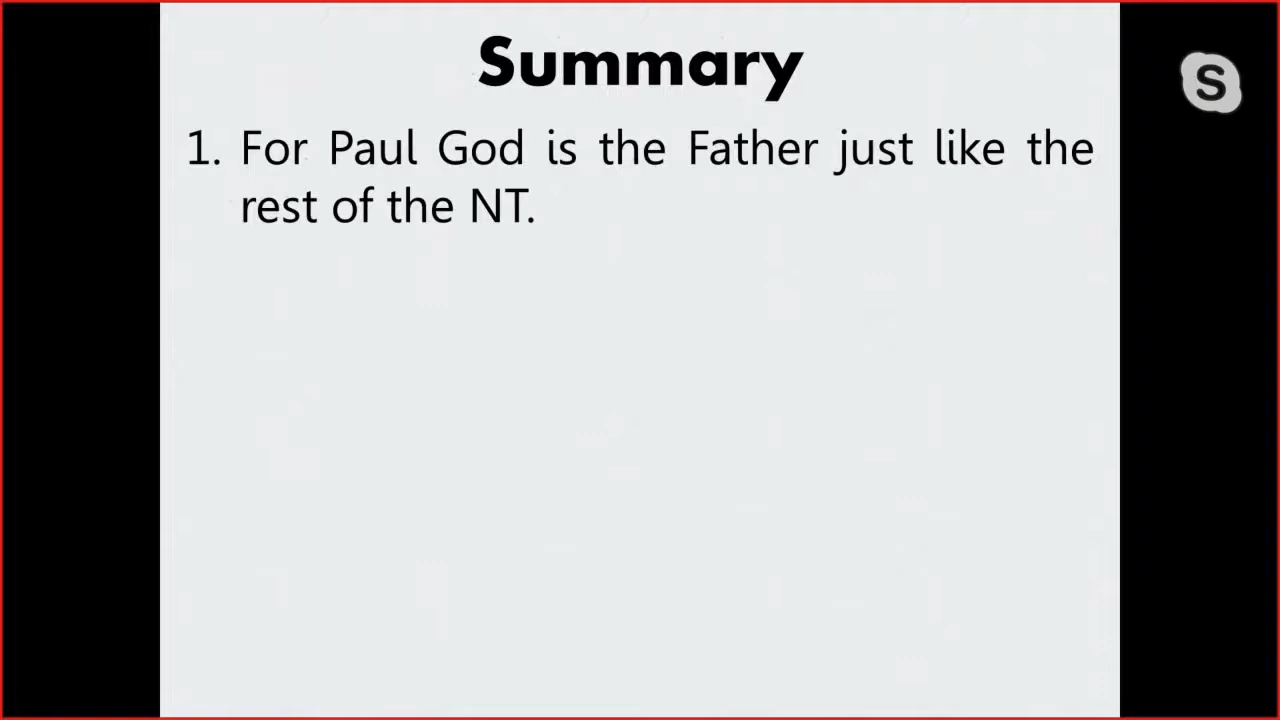 Summary
S
1. For Paul God is the Father just like the
rest of the NT.